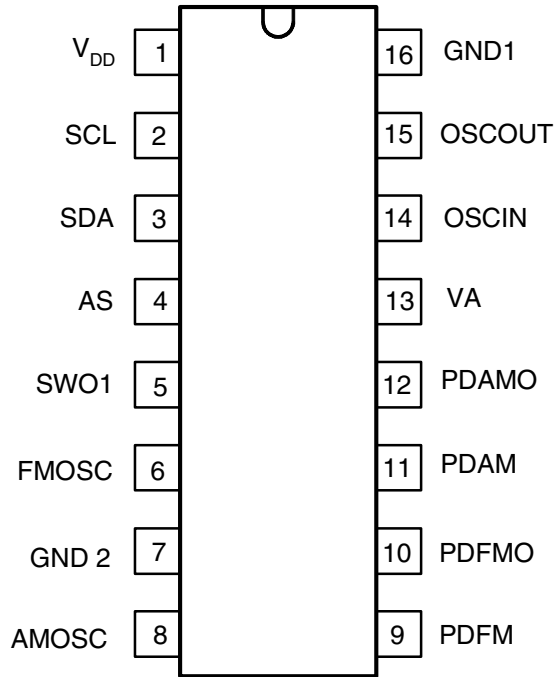 V_DD 1 16 GND1
SCL 2 15 OSCOUT
SDA 3 14 OSCIN
AS 4 13 VA
SWO1 5 12 PDAMO
FMOSC 6 11 PDAM
GND 2 7 10 PDFMO
AMOSC 8 9 PDFM